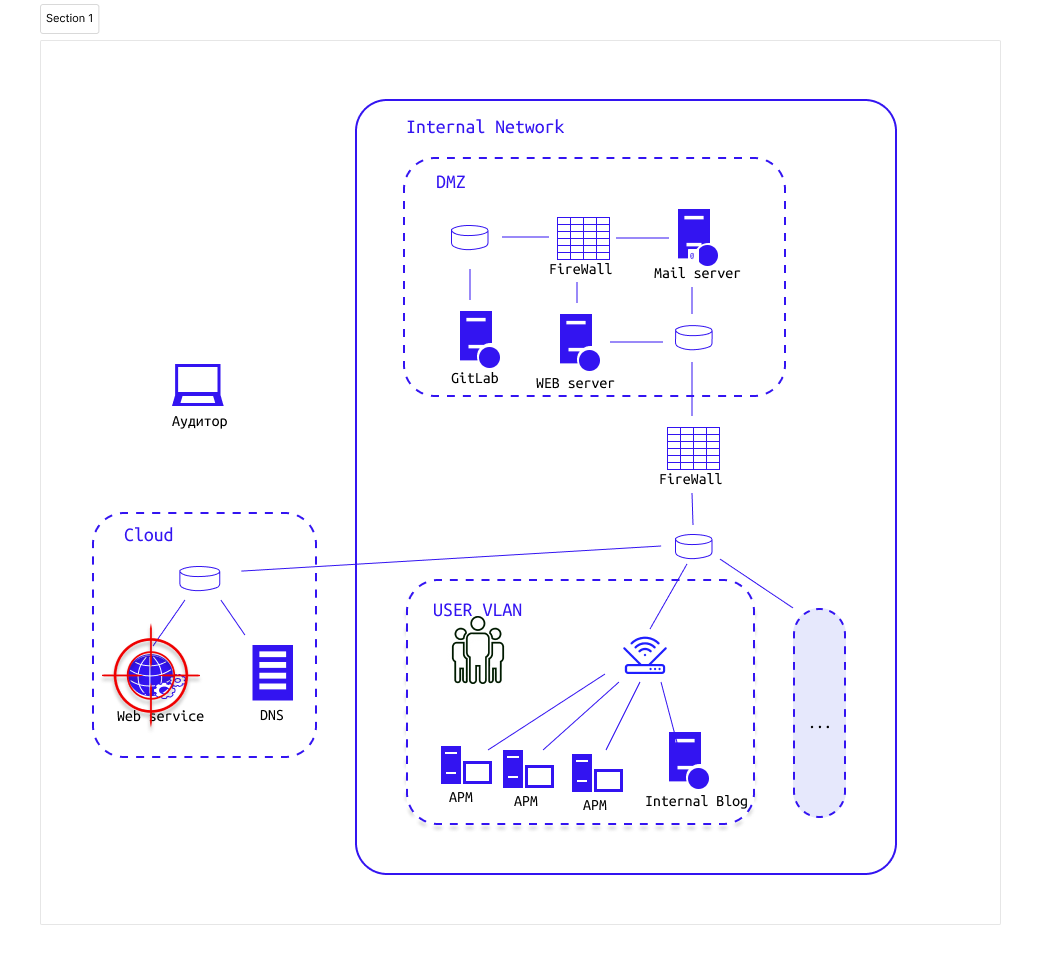 Section 1
Internal Network
DMZ
FireWall
Mail server
@
GitLab
WEB server
Аудитор
FireWall
Cloud
USER VLAN
Web service
DNS
...
АРМ
АРМ
АРМ
Internal Blog